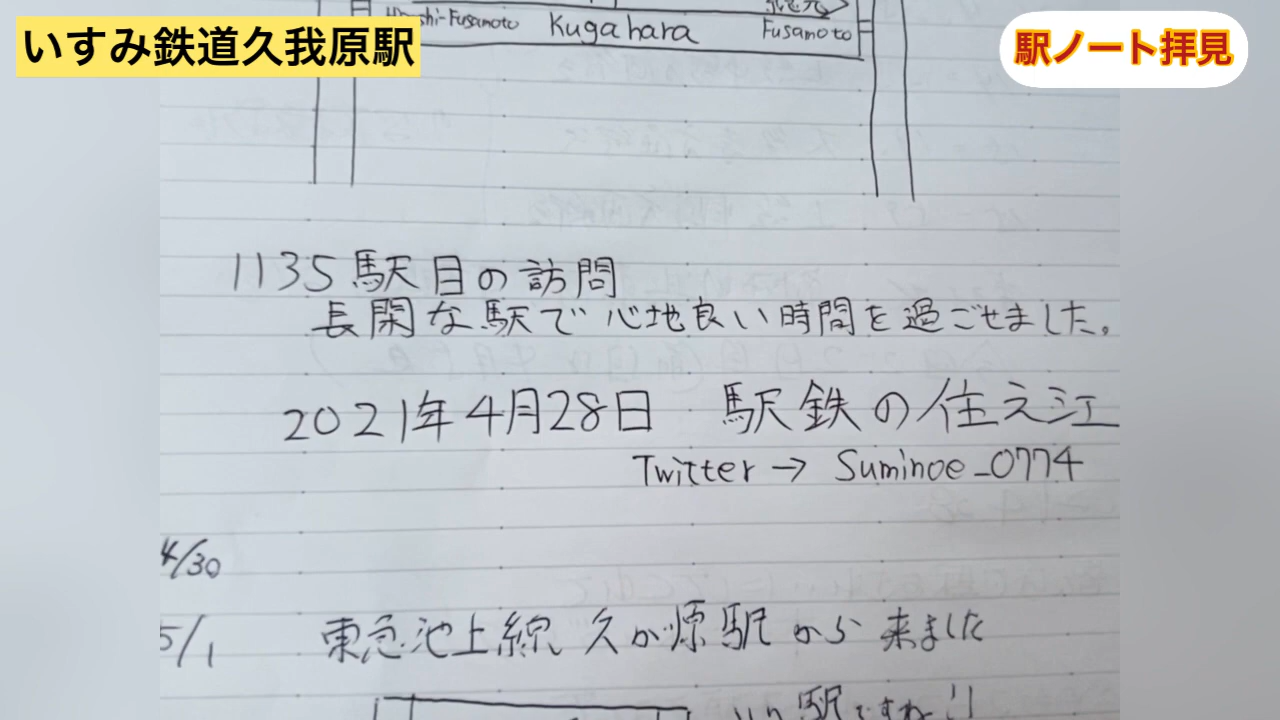 いすみ鉄道久我原駅
駅ノート拝見
Kugahara
Fusamoto
1135駅目の訪問
長閑な駅で心地良い時間を過ごせました。
2021年4月28日 駅鉄の住之江
Twitter→ Suminoe_0774
4/30
5/1 東急池上線 久が原駅から来ました
いい駅ですね!!